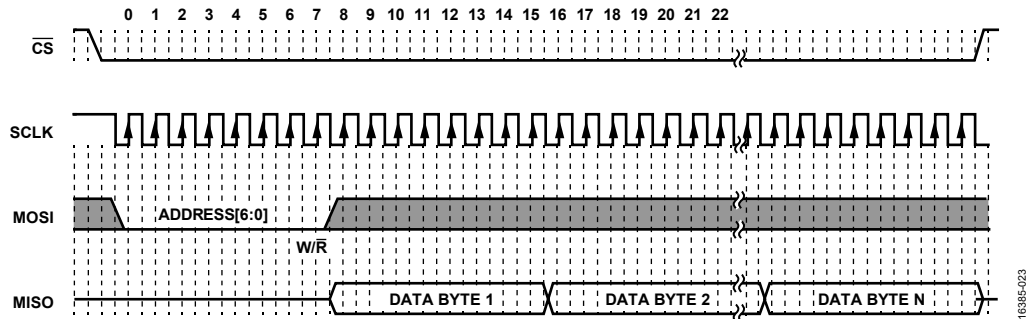 0 1 2 3 4 5 6 7 8 9 10 11 12 13 14 15 16 17 18 19 20 21 22
CS
SCLK
MOSI
ADDRESS[6:0]
W/R
MISO
DATA BYTE 1
DATA BYTE 2
DATA BYTE N
16385-023